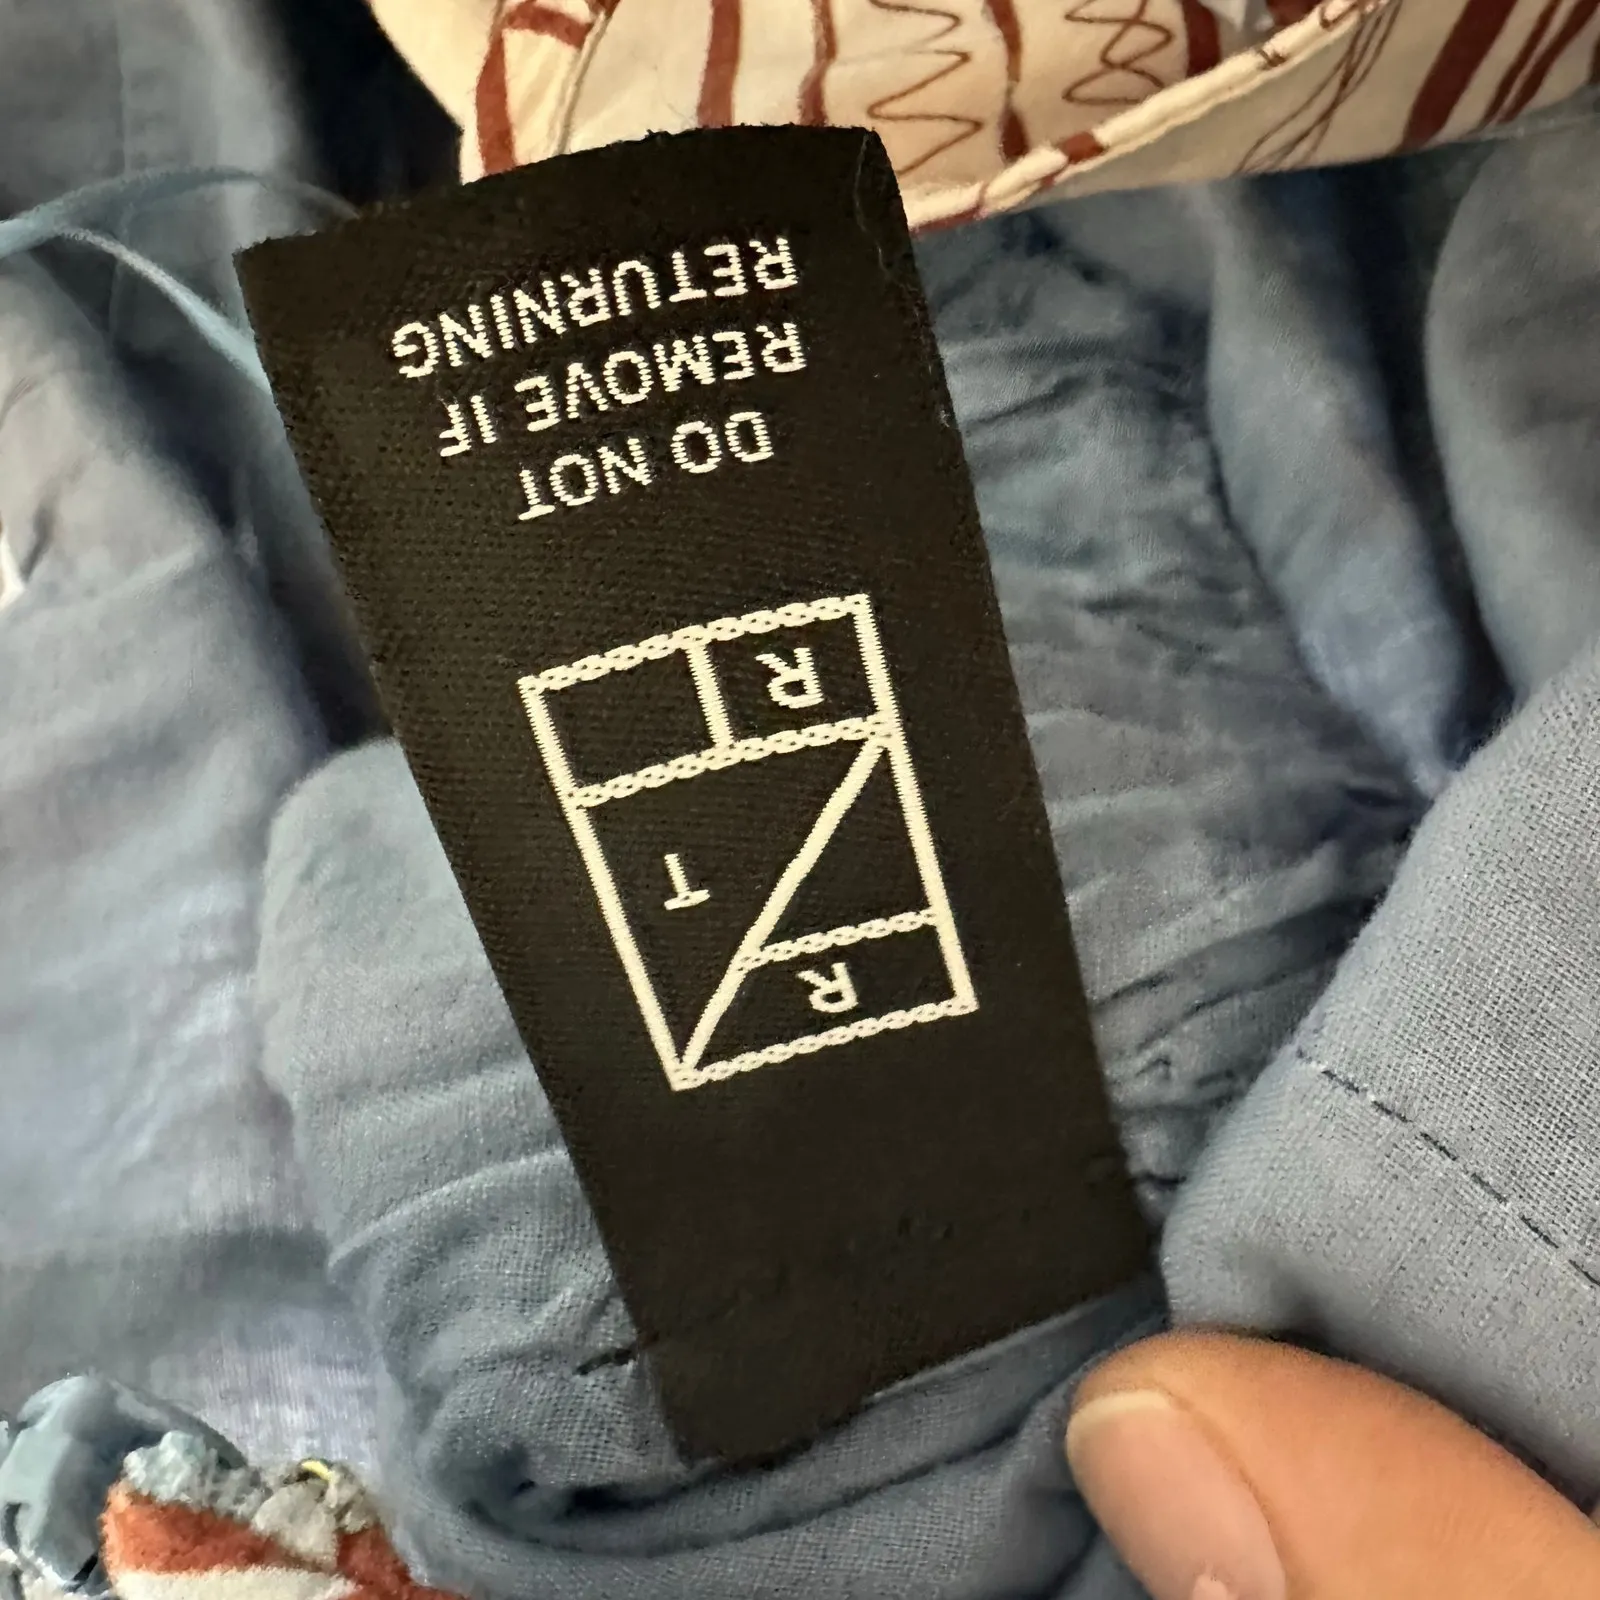 R
T
R
DO NOT
REMOVE IF
RETURNING